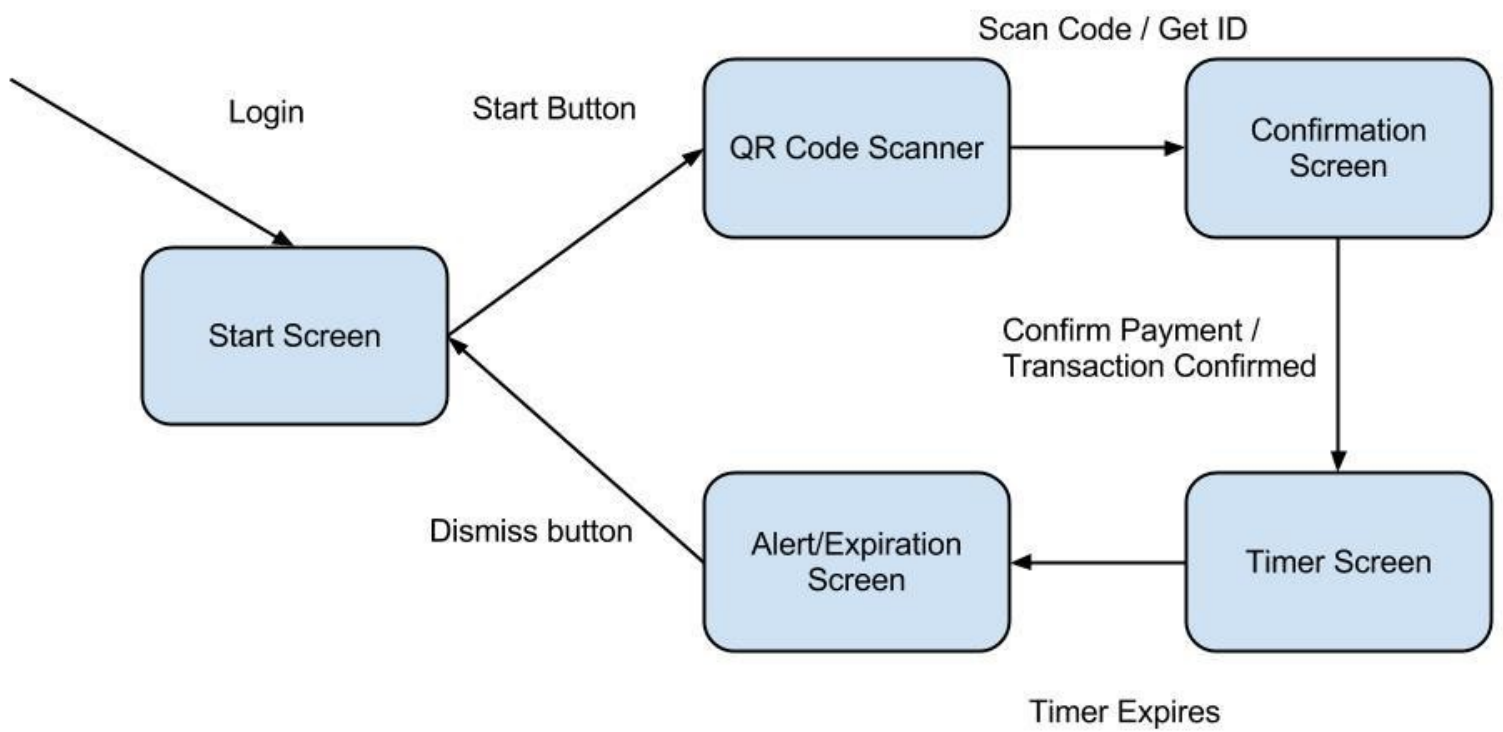 Scan Code / Get ID
Login
Start Button
QR Code Scanner
Confirmation
Screen
Start Screen
Confirm Payment /
Transaction Confirmed
Dismiss button
Alert/Expiration
Screen
Timer Screen
Timer Expires